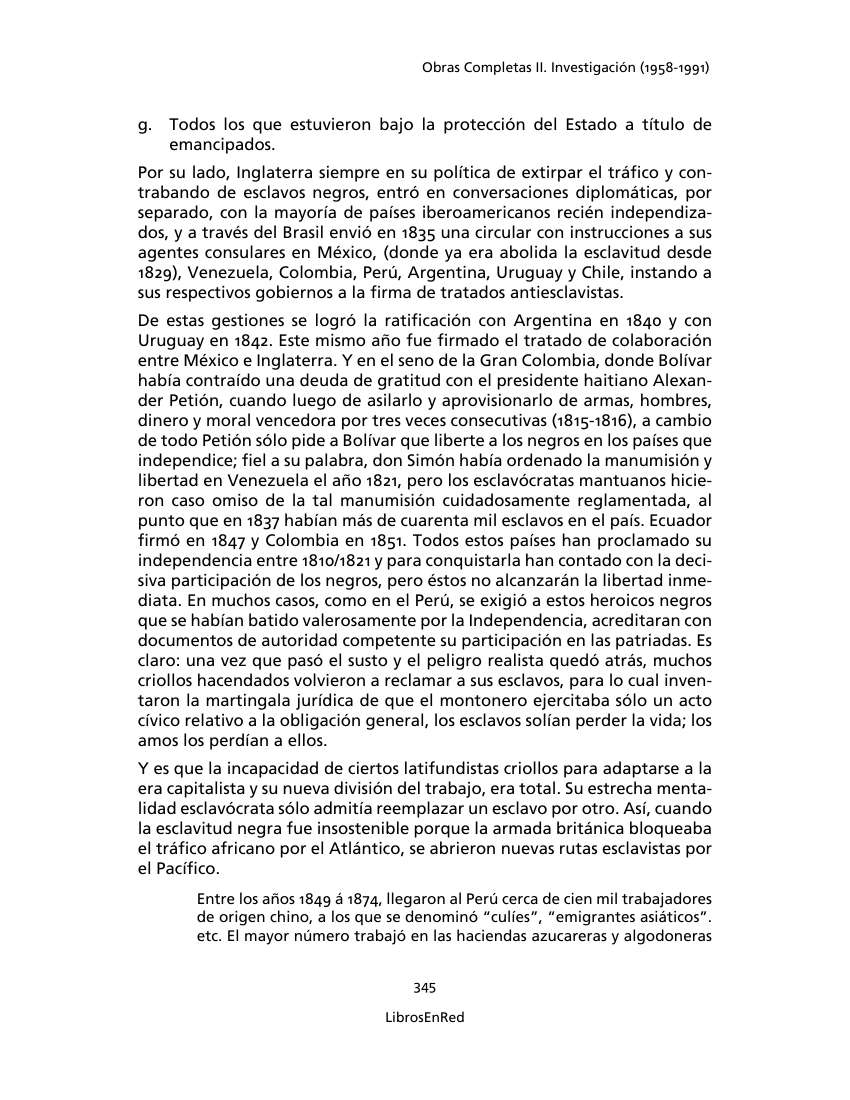 Obras Completas II. Investigación (1958-1991)
g. Todos los que estuvieron bajo la protección del Estado a título de
emancipados.
Por su lado, Inglaterra siempre en su política de extirpar el tráfico y con-
trabando de esclavos negros, entró en conversaciones diplomáticas, por
separado, con la mayoría de países iberoamericanos recién independiza-
dos, y a través del Brasil envió en 1835 una circular con instrucciones a sus
agentes consulares en México, (donde ya era abolida la esclavitud desde
1829), Venezuela, Colombia, Perú, Argentina, Uruguay y Chile, instando a
sus respectivos gobiernos a la firma de tratados antiesclavistas.
De estas gestiones se logró la ratificación con Argentina en 1840 y con
Uruguay en 1842. Este mismo año fue firmado el tratado de colaboración
entre México e Inglaterra. Y en el seno de la Gran Colombia, donde Bolívar
había contraído una deuda de gratitud con el presidente haitiano Alexan-
der Petión, cuando luego de asilarlo y aprovisionarlo de armas, hombres,
dinero y moral vencedora por tres veces consecutivas (1815-1816), a cambio
de todo Petión sólo pide a Bolívar que liberte a los negros en los países que
independice; fiel a su palabra, don Simón había ordenado la manumisión y
libertad en Venezuela el año 1821, pero los esclavócratas mantuanos hicie-
ron caso omiso de la tal manumisión cuidadosamente reglamentada, al
punto que en 1837 habían más de cuarenta mil esclavos en el país. Ecuador
firmó en 1847 y Colombia en 1851. Todos estos países han proclamado su
independencia entre 1810/1821 y para conquistarla han contado con la deci-
siva participación de los negros, pero éstos no alcanzarán la libertad inme-
diata. En muchos casos, como en el Perú, se exigió a estos heroicos negros
que se habían batido valerosamente por la Independencia, acreditaran con
documentos de autoridad competente su participación en las patriadas. Es
claro: una vez que pasó el susto y el peligro realista quedó atrás, muchos
criollos hacendados volvieron a reclamar a sus esclavos, para lo cual inven-
taron la martingala jurídica de que el montonero ejercitaba sólo un acto
cívico relativo a la obligación general, los esclavos solían perder la vida; los
amos los perdían a ellos.
Y es que la incapacidad de ciertos latifundistas criollos para adaptarse a la
era capitalista y su nueva división del trabajo, era total. Su estrecha menta-
lidad esclavócrata sólo admitía reemplazar un esclavo por otro. Así, cuando
la esclavitud negra fue insostenible porque la armada británica bloqueaba
el tráfico africano por el Atlántico, se abrieron nuevas rutas esclavistas por
el Pacífico.
Entre los años 1849 á 1874, llegaron al Perú cerca de cien mil trabajadores
de origen chino, a los que se denominó “culíes”, “emigrantes asiáticos”.
etc. El mayor número trabajó en las haciendas azucareras y algodoneras
345
LibrosEnRed